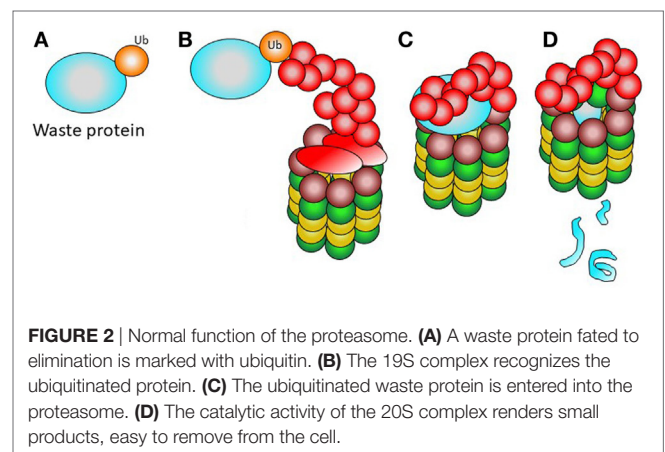 A
B
C
D
Ub
Ub
Waste protein
FIGURE 2 | Normal function of the proteasome. (A) A waste protein fated to
elimination is marked with ubiquitin. (B) The 19S complex recognizes the
ubiquitinated protein. (C) The ubiquitinated waste protein is entered into the
proteasome. (D) The catalytic activity of the 20S complex renders small
products, easy to remove from the cell.